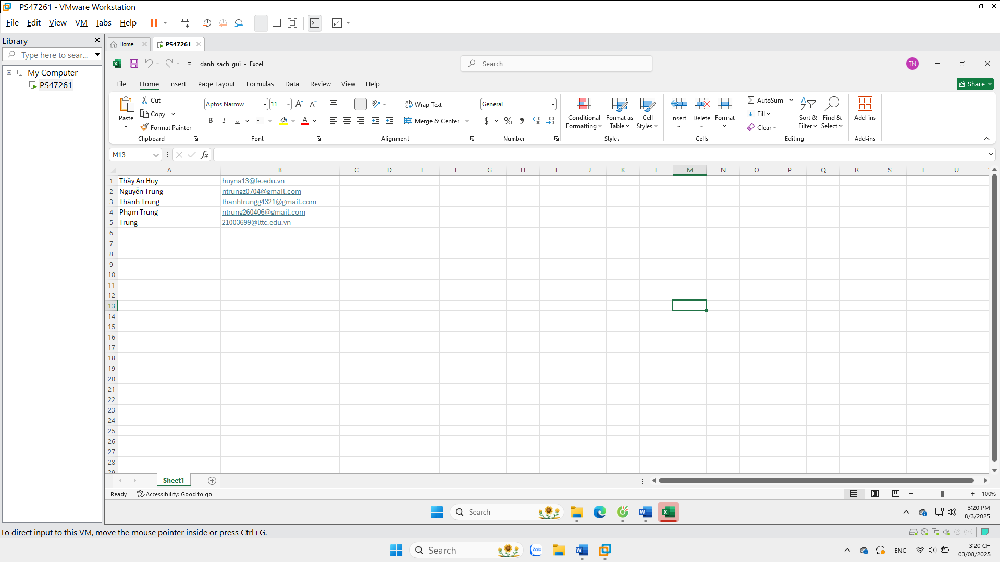 PS47261 - VMware Workstation
File Edit View VM Tabs Help
Library
Home PS47261
Type here to sear...
My Computer
PS47261
danh_sach_gui - Excel
Search
TN
File Home Insert Page Layout Formulas Data Review View Help
Share
Paste
Cut
Copy
Format Painter
Clipboard
Aptos Narrow 11
B I U
Font
Wrap Text
Merge & Center
Alignment
General
Number
Conditional Formatting
Format as Table
Cell Styles
Styles
Insert Delete Format
Cells
AutoSum
Fill
Clear
Sort & Filter
Find & Select
Editing
Add-ins
Add-ins
M13
fx
A B C D E F G H I J K L M N O P Q R S T U
1 Thầy An Huy huyna13@fe.edu.vn
2 Nguyễn Trung ntrungz0704@gmail.com
3 Thành Trung thanhtrungg4321@gmail.com
4 Phạm Trung ntrung260406@gmail.com
5 Trung 21003699@lttc.edu.vn
6
7
8
9
10
11
12
13
14
15
16
17
18
19
20
21
22
23
24
25
26
27
28
29
Sheet1
Ready Accessibility: Good to go
100%
Search
3:20 PM
8/3/2025
To direct input to this VM, move the mouse pointer inside or press Ctrl+G.
Search
Zalo
ENG
3:20 CH
03/08/2025